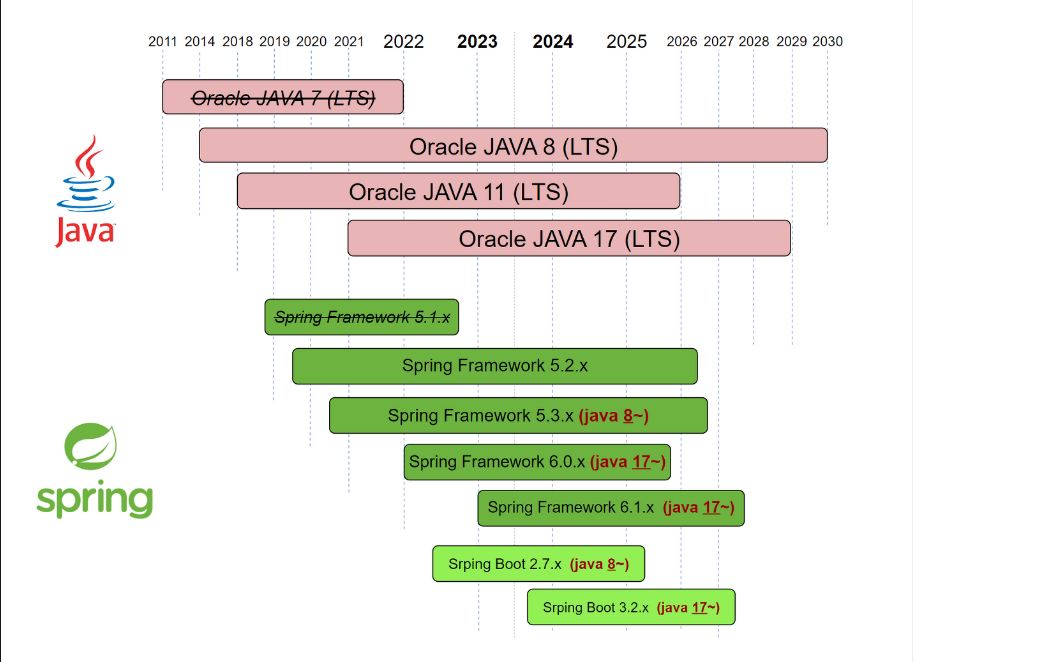 2011 2014 2018 2019 2020 2021 2022 2023 2024 2025 2026 2027 2028 2029 2030
Oracle JAVA 7 (LTS)
Oracle JAVA 8 (LTS)
Oracle JAVA 11 (LTS)
Java
Oracle JAVA 17 (LTS)
Spring Framework 5.1.x
Spring Framework 5.2.x
Spring Framework 5.3.x (java 8~)
Spring Framework 6.0.x (java 17~)
spring
Spring Framework 6.1.x (java 17~)
Srping Boot 2.7.x (java 8~)
Srping Boot 3.2.x (java 17~)